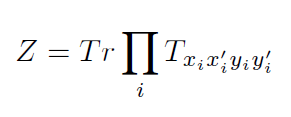 Z = Tr ∏_i T_{x_i x'_i y_i y'_i}